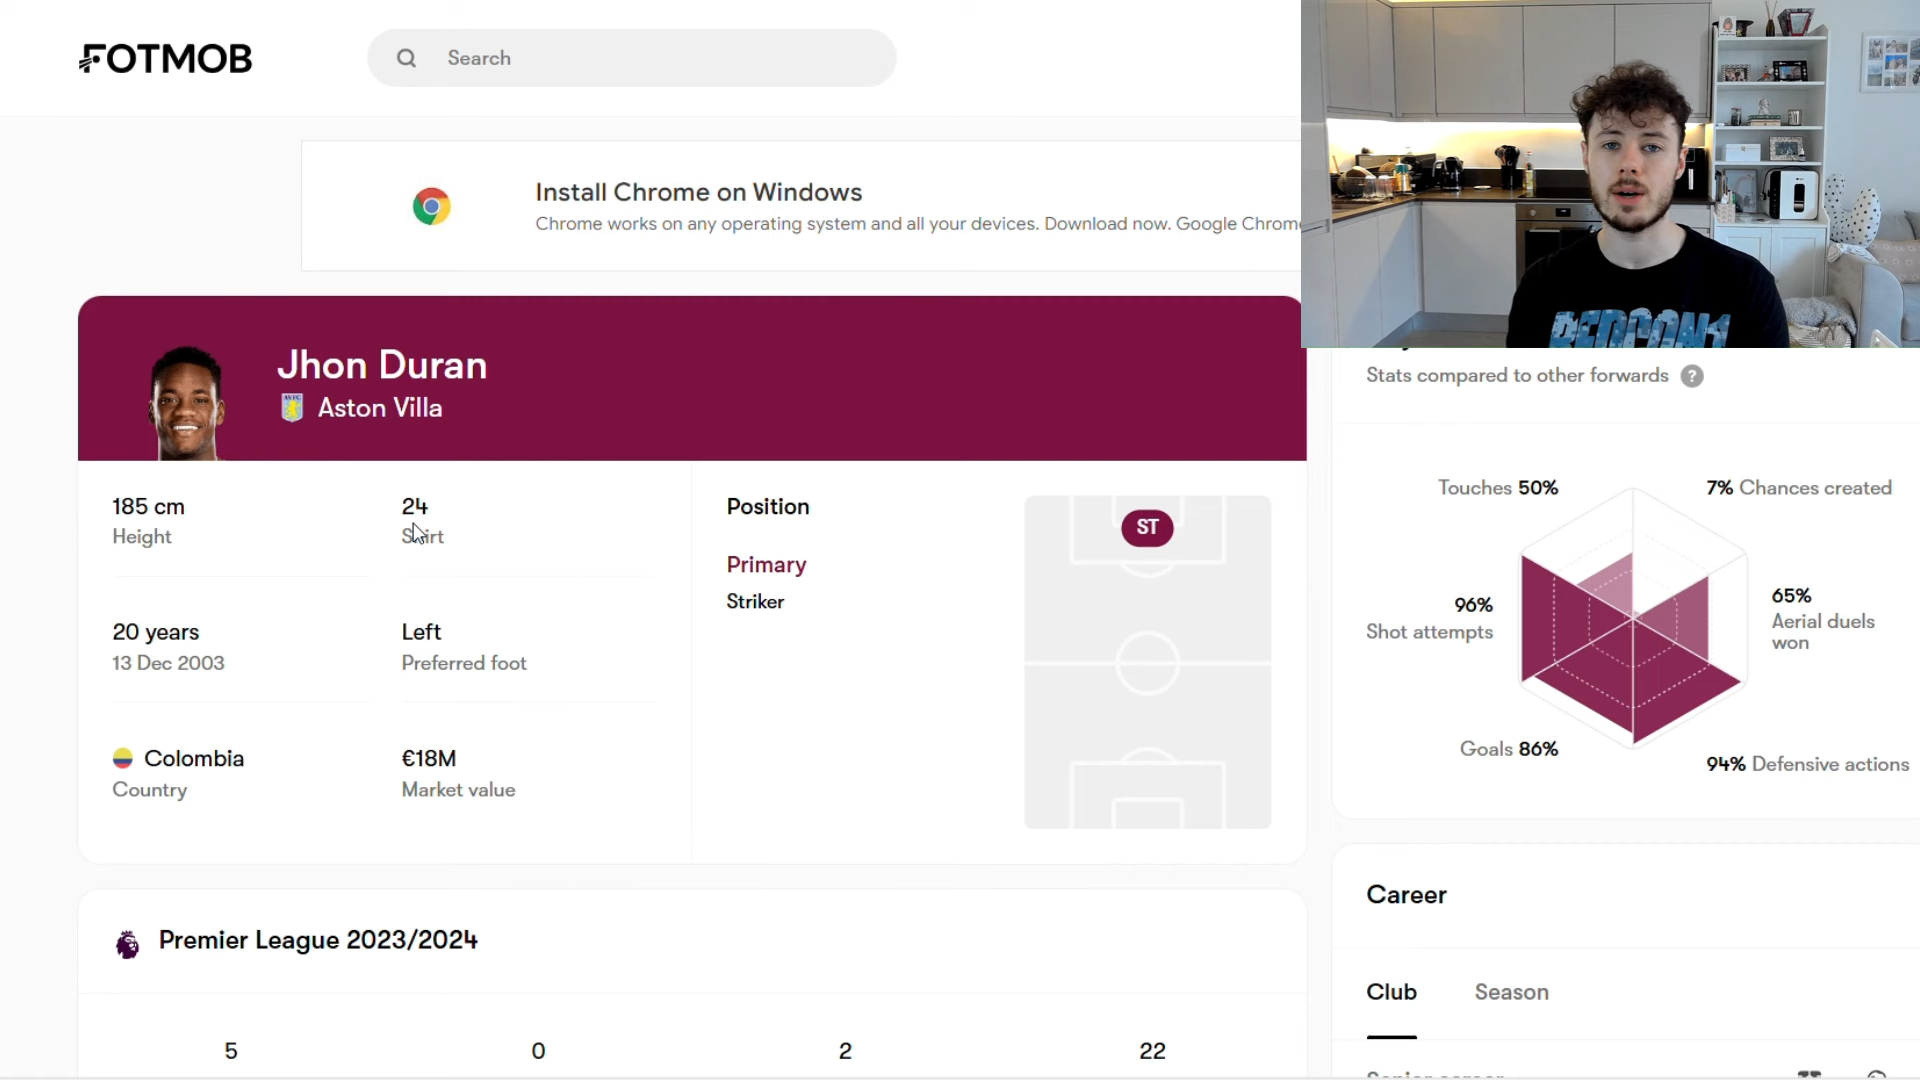 FOTMOB
Search
Install Chrome on Windows
Chrome works on any operating system and all your devices. Download now. Google Chrome
REDCON1
Jhon Duran
Aston Villa
185 cm
Height
24
Shirt
20 years
13 Dec 2003
Left
Preferred foot
Colombia
Country
€18M
Market value
Position
Primary
Striker
ST
Stats compared to other forwards ?
Touches 50%
7% Chances created
96%
Shot attempts
65%
Aerial duels
won
Goals 86%
94% Defensive actions
Premier League 2023/2024
5
0
2
22
Career
Club
Season